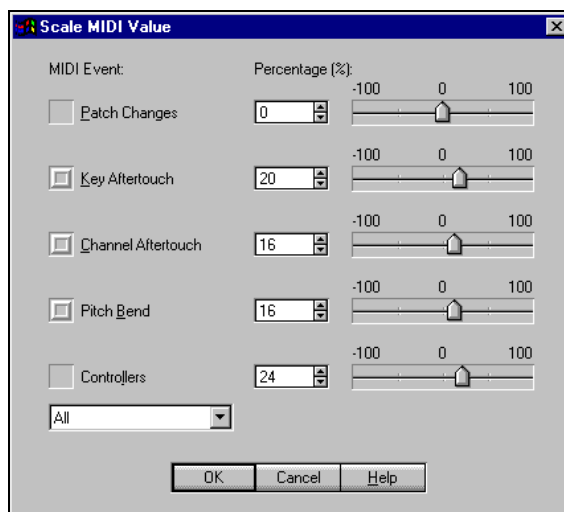 Scale MIDI Value
MIDI Event: Percentage (%):
-100 0 100
Patch Changes 0
-100 0 100
Key Aftertouch 20
-100 0 100
Channel Aftertouch 16
-100 0 100
Pitch Bend 16
-100 0 100
Controllers 24
All
OK Cancel Help